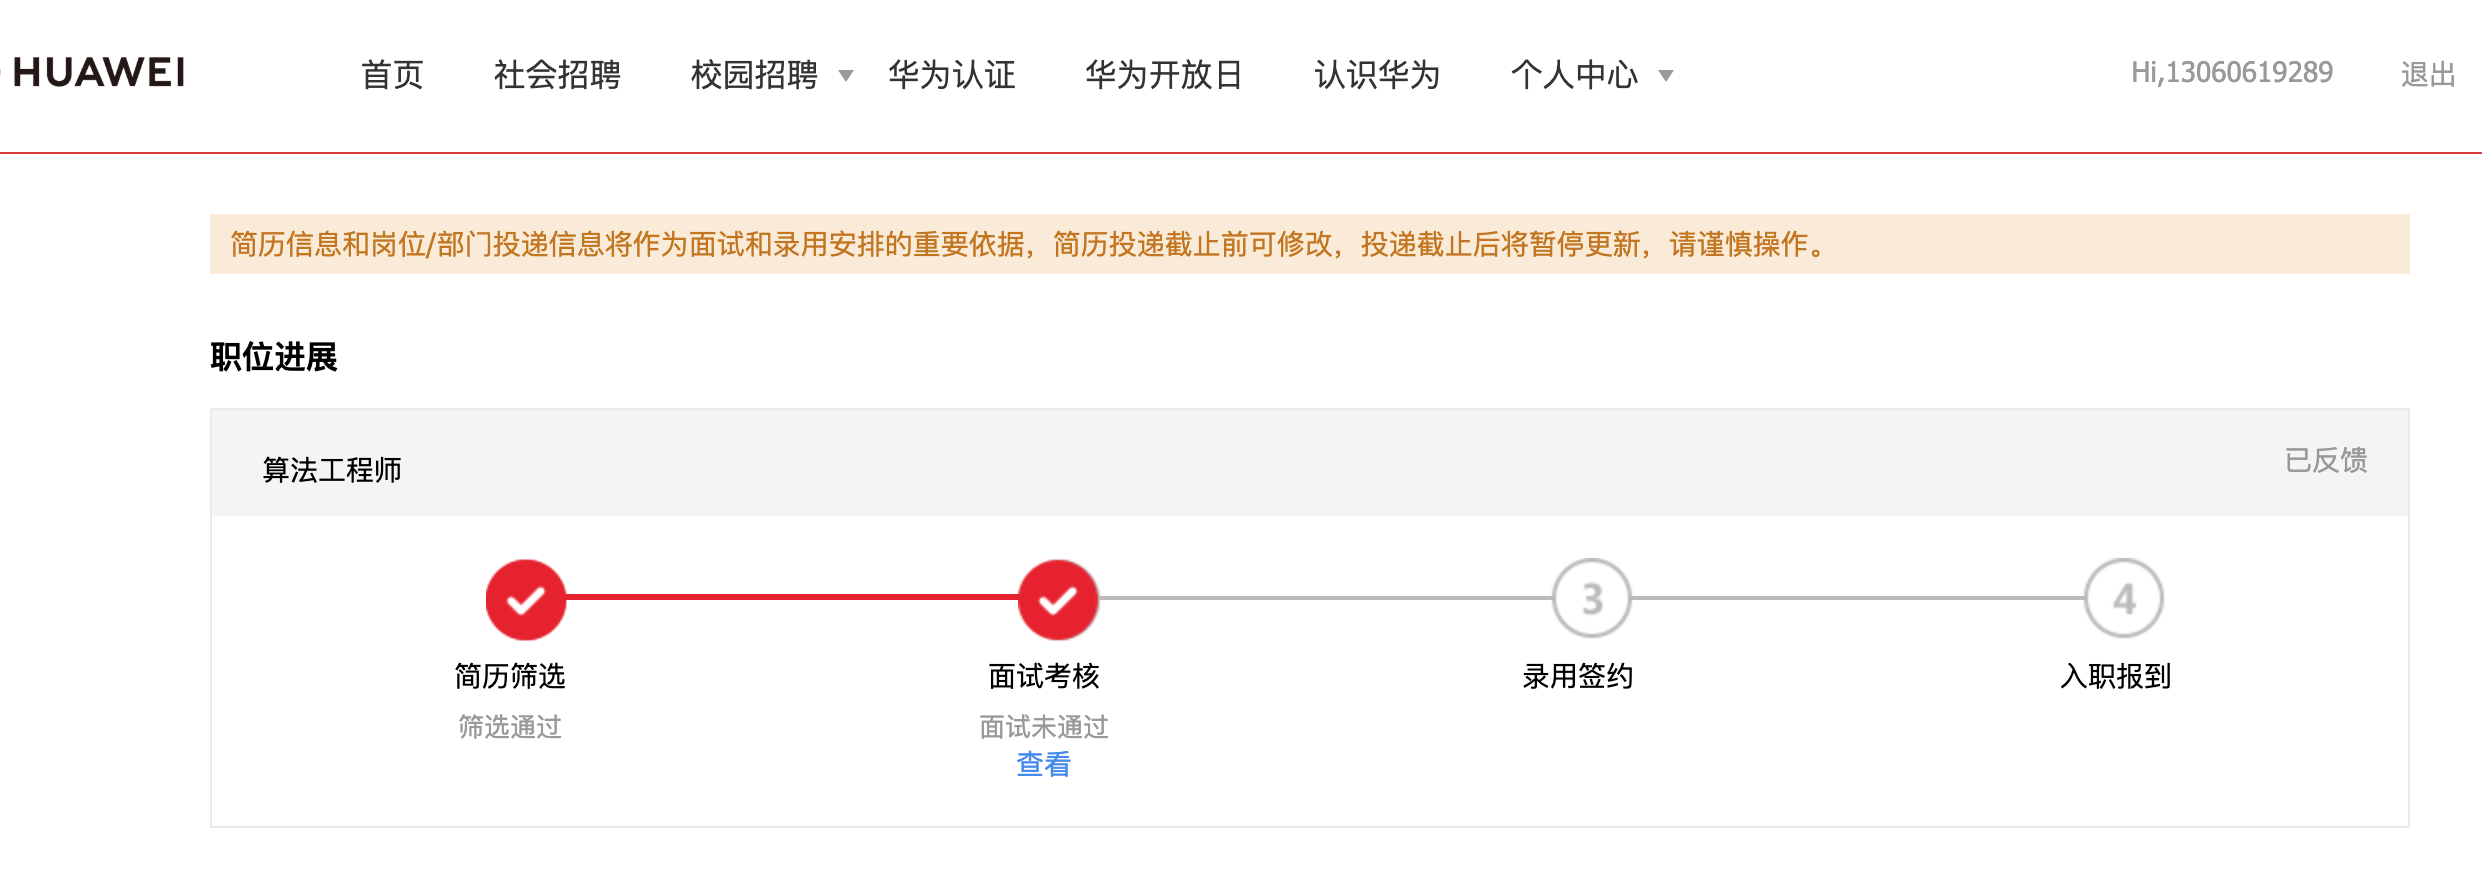 HUAWEI 首页 社会招聘 校园招聘 华为认证 华为开放日 认识华为 个人中心 Hi,13060619289 退出
简历信息和岗位/部门投递信息将作为面试和录用安排的重要依据，简历投递截止前可修改，投递截止后将暂停更新，请谨慎操作。
职位进展
算法工程师 已反馈
3 4
简历筛选 面试考核 录用签约 入职报到
筛选通过 面试未通过
查看